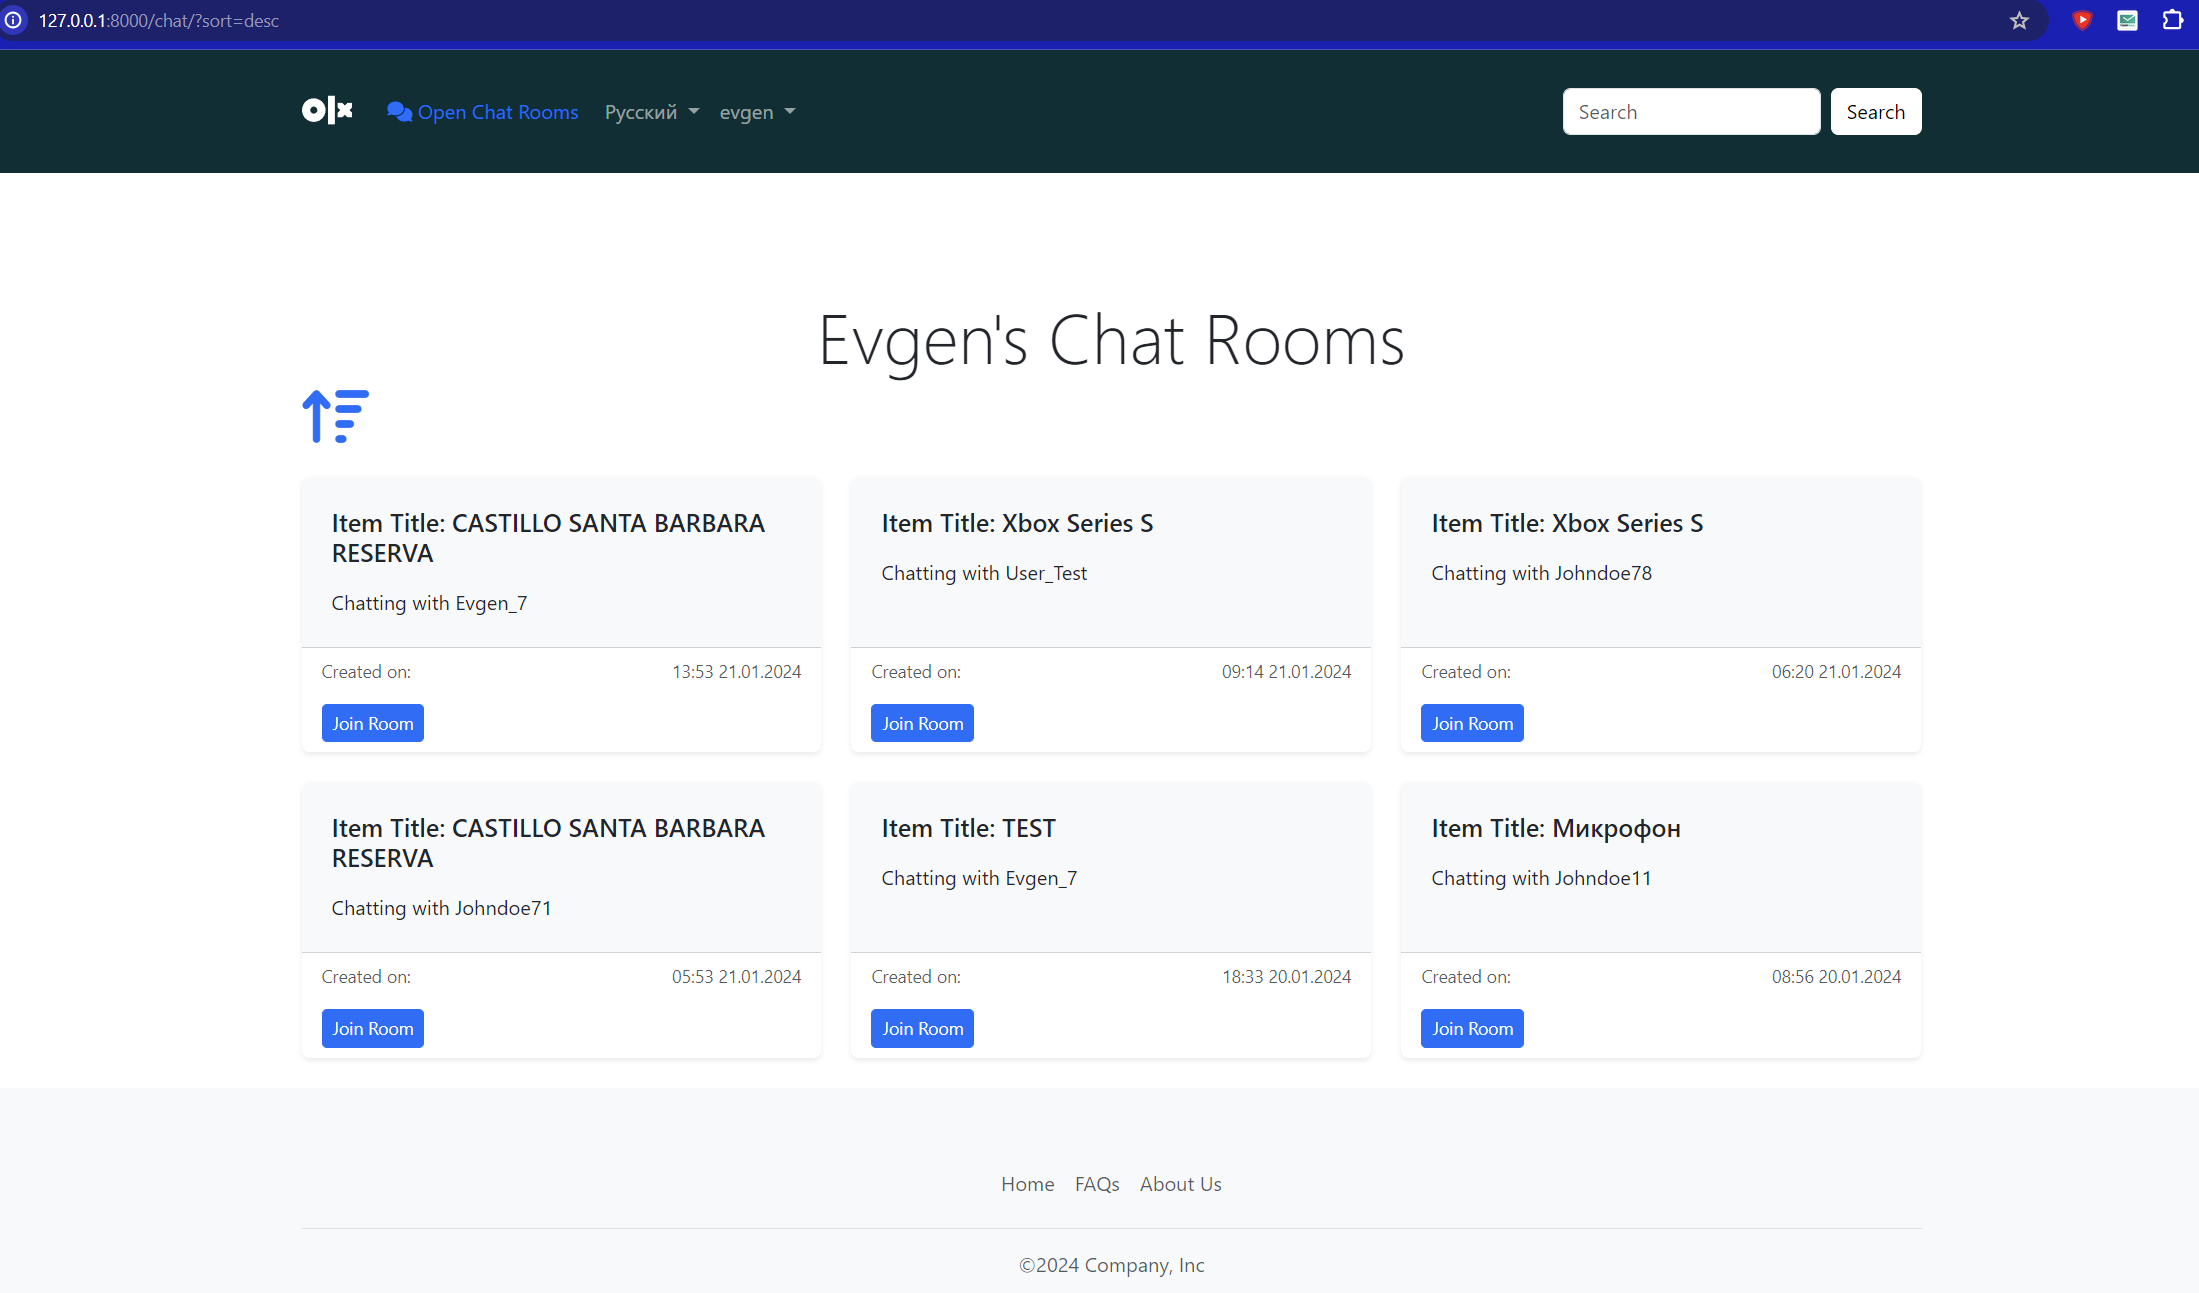 127.0.0.1:8000/chat/?sort=desc
olx Open Chat Rooms Русский evgen Search Search
Evgen's Chat Rooms
Item Title: CASTILLO SANTA BARBARA
RESERVA
Chatting with Evgen_7
Created on: 13:53 21.01.2024
Join Room
Item Title: Xbox Series S
Chatting with User_Test
Created on: 09:14 21.01.2024
Join Room
Item Title: Xbox Series S
Chatting with Johndoe78
Created on: 06:20 21.01.2024
Join Room
Item Title: CASTILLO SANTA BARBARA
RESERVA
Chatting with Johndoe71
Created on: 05:53 21.01.2024
Join Room
Item Title: TEST
Chatting with Evgen_7
Created on: 18:33 20.01.2024
Join Room
Item Title: Микрофон
Chatting with Johndoe11
Created on: 08:56 20.01.2024
Join Room
Home FAQs About Us
©2024 Company, Inc